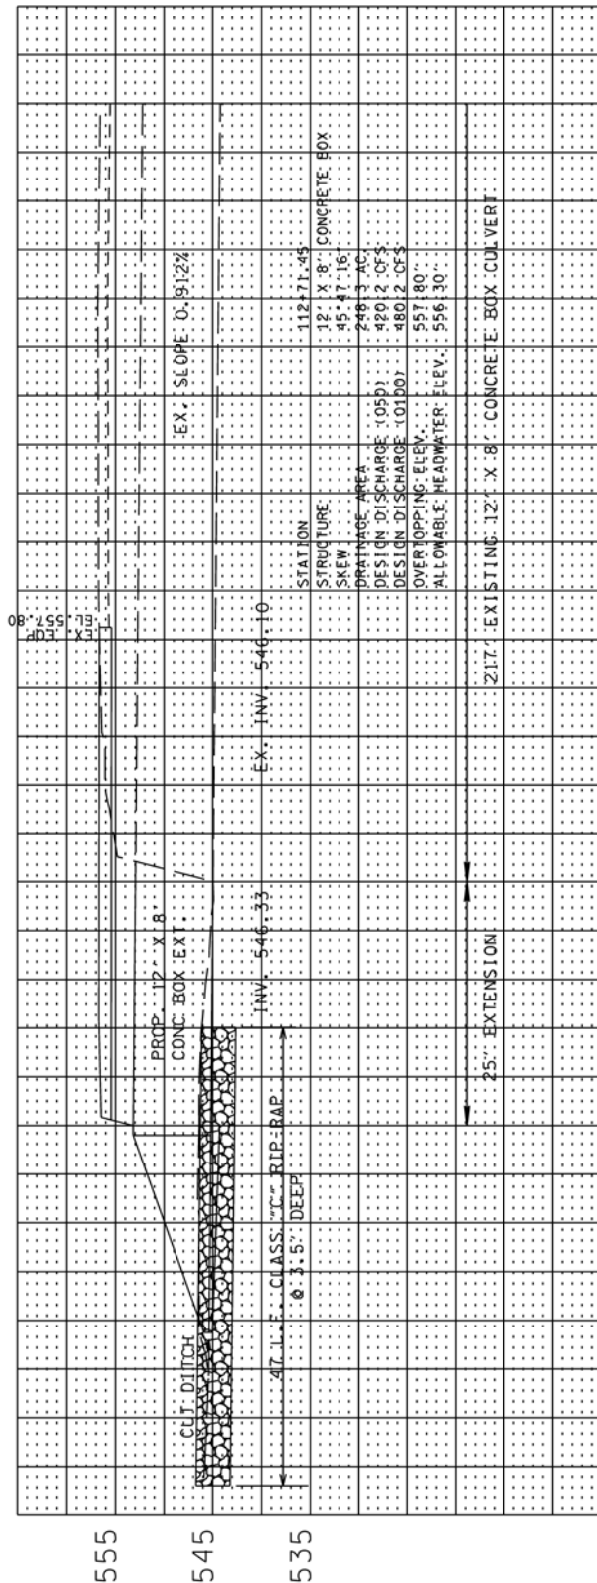 555
545
535
EX. EOP
EL.557.80
EX. SLOPE 0.912%
PROP. 12' X 8'
CONC. BOX EXT.
CUT DITCH
INV. 546.33
EX. INV. 546.10
47 L.F. CLASS "C" RIP-RAP
@ 3.5' DEEP
STATION 112+71.45
STRUCTURE 12' X 8' CONCRETE BOX
SKEW 45°47'16"
DRAINAGE AREA 248.3 AC.
DESIGN DISCHARGE (Q50) 420.2 CFS
DESIGN DISCHARGE (Q100) 480.2 CFS
OVERTOPPING ELEV. 557.80'
ALLOWABLE HEADWATER ELEV. 556.30'
25' EXTENSION
217' EXISTING 12' X 8' CONCRETE BOX CULVERT